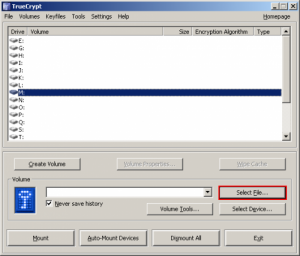 TrueCrypt
File Volumes Keyfiles Tools Settings Help Homepage
Drive Volume Size Encryption Algorithm Type
E:
F:
G:
H:
I:
J:
K:
L:
M:
N:
O:
P:
Q:
R:
S:
T:
Create Volume Volume Properties... Wipe Cache
Volume
Select File...
Never save history
Volume Tools... Select Device...
Mount Auto-Mount Devices Dismount All Exit